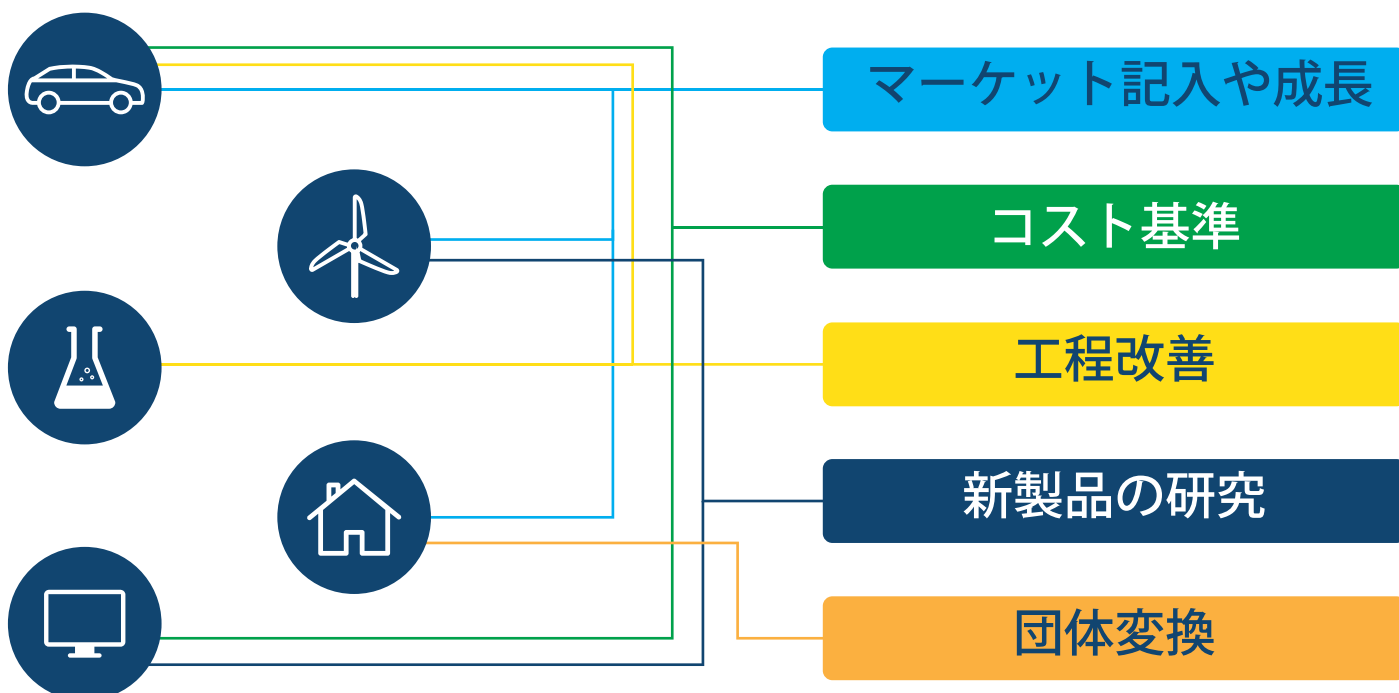 マーケット記入や成長
コスト基準
工程改善
新製品の研究
団体変換